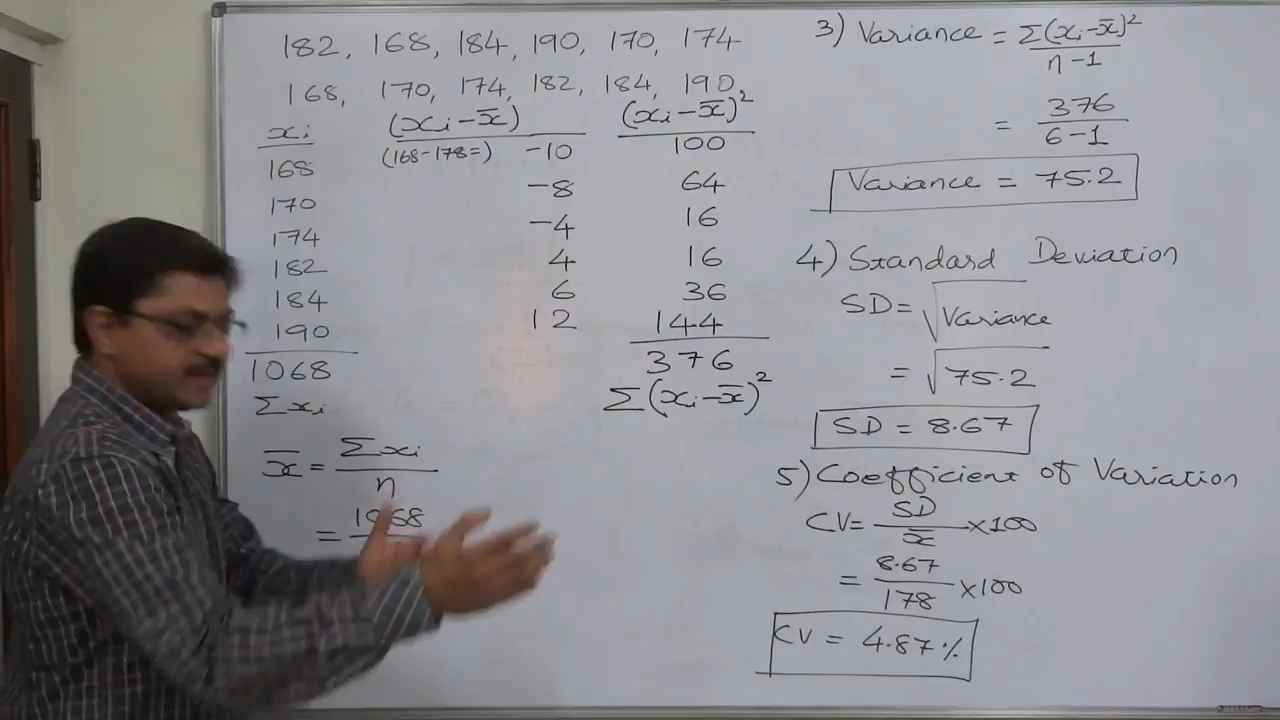 182, 168, 184, 190, 170, 174
168, 170, 174, 182, 184, 190
xi (xi-x̄) (xi-x̄)²
168 (168-178=) -10 100
170 -8 64
174 -4 16
182 4 16
184 6 36
190 12 144
1068 376
Σxi Σ(xi-x̄)²
x̄ = Σxi / n
= 1068
3) Variance = Σ(xi-x̄)² / n-1
= 376 / 6-1
Variance = 75.2
4) Standard Deviation
SD = √Variance
= √75.2
SD = 8.67
5) Coefficient of Variation
CV = SD / x̄ ×100
= 8.67 / 178 ×100
CV = 4.87%